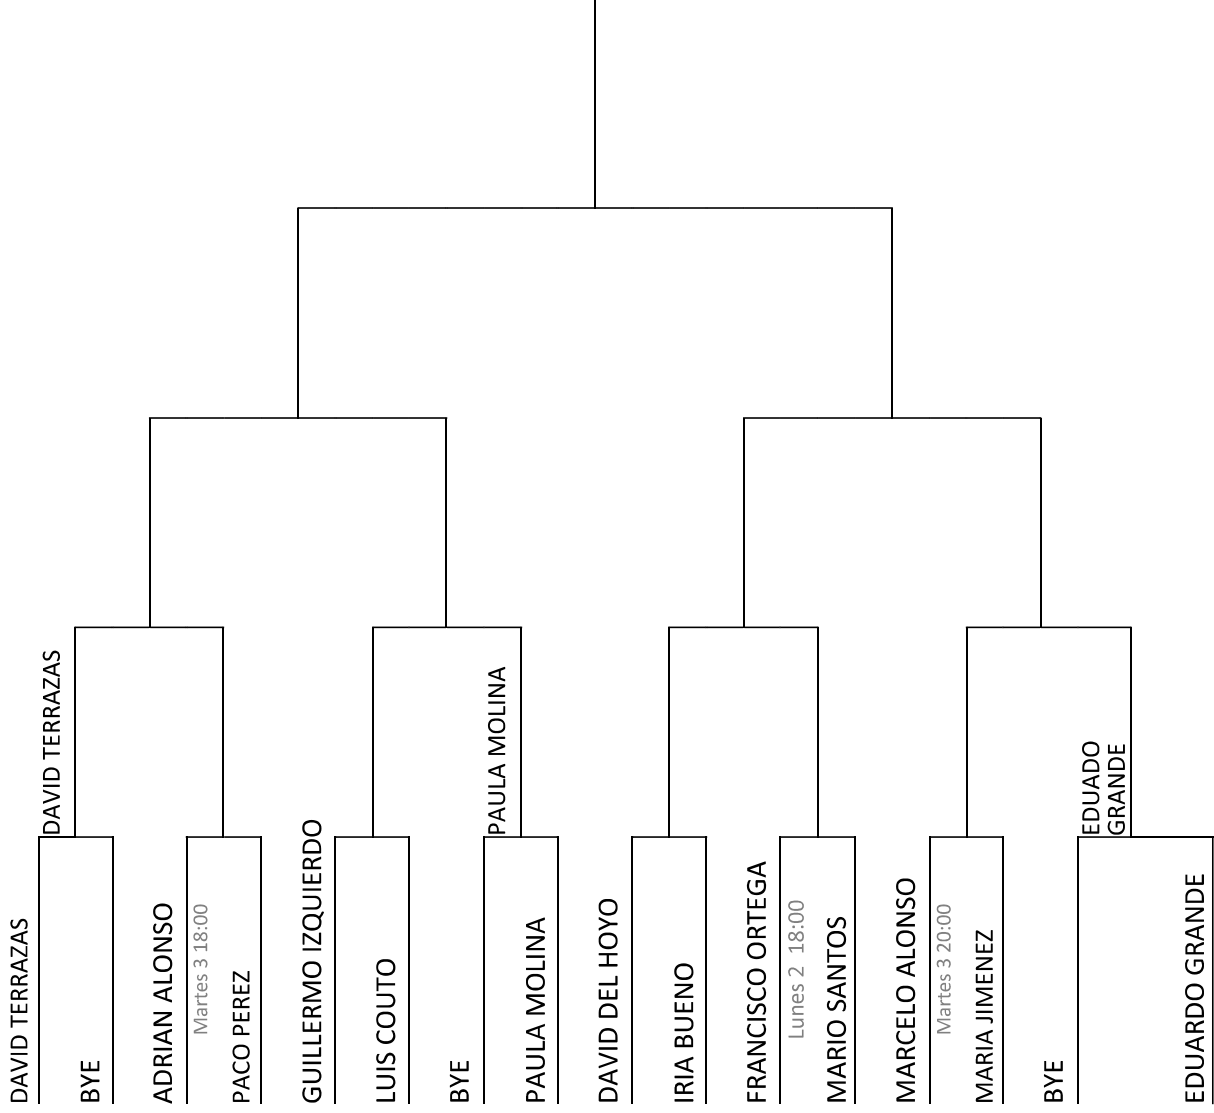 DAVID TERRAZAS
DAVID TERRAZAS
BYE
ADRIAN ALONSO
Martes 3 18:00
PACO PEREZ
GUILLERMO IZQUIERDO
LUIS COUTO
PAULA MOLINA
BYE
PAULA MOLINA
DAVID DEL HOYO
IRIA BUENO
FRANCISCO ORTEGA
Lunes 2 18:00
MARIO SANTOS
MARCELO ALONSO
Martes 3 20:00
MARIA JIMENEZ
EDUADO
GRANDE
BYE
EDUARDO GRANDE